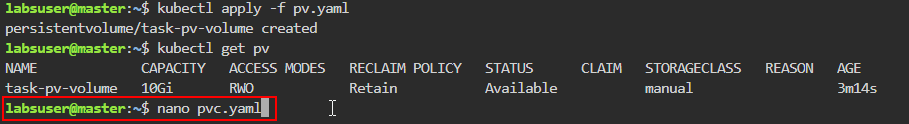 labsuser@master:~$ kubectl apply -f pv.yaml
persistentvolume/task-pv-volume created
labsuser@master:~$ kubectl get pv
NAME CAPACITY ACCESS MODES RECLAIM POLICY STATUS CLAIM STORAGECLASS REASON AGE
task-pv-volume 10Gi RWO Retain Available manual 3m14s
labsuser@master:~$ nano pvc.yaml